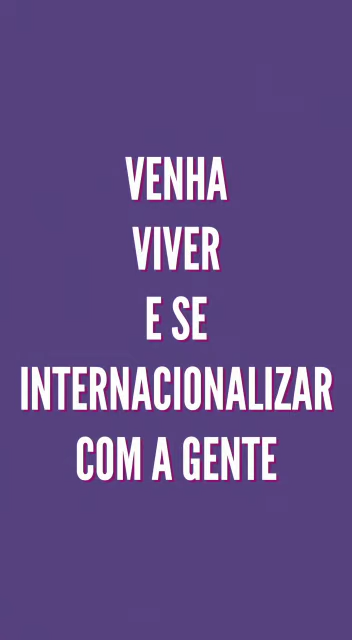 VENHA
VIVER
E SE
INTERNACIONALIZAR
COM A GENTE